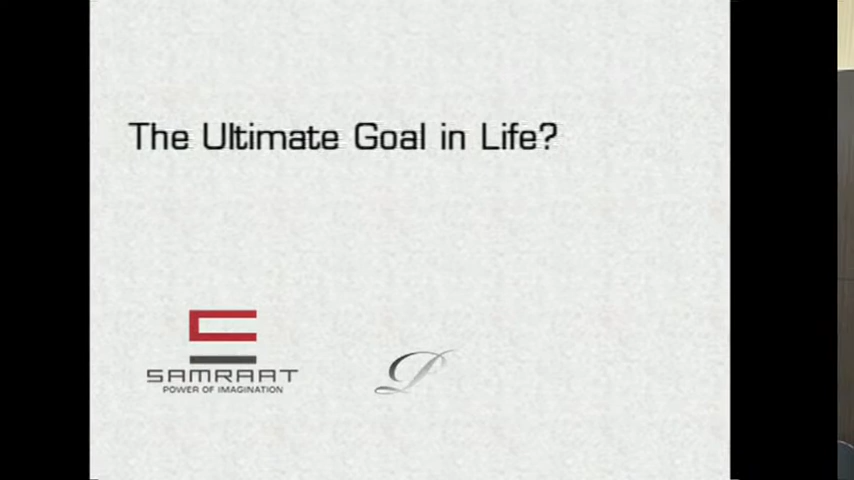 The Ultimate Goal in Life?
SAMRAAT
POWER OF IMAGINATION
L